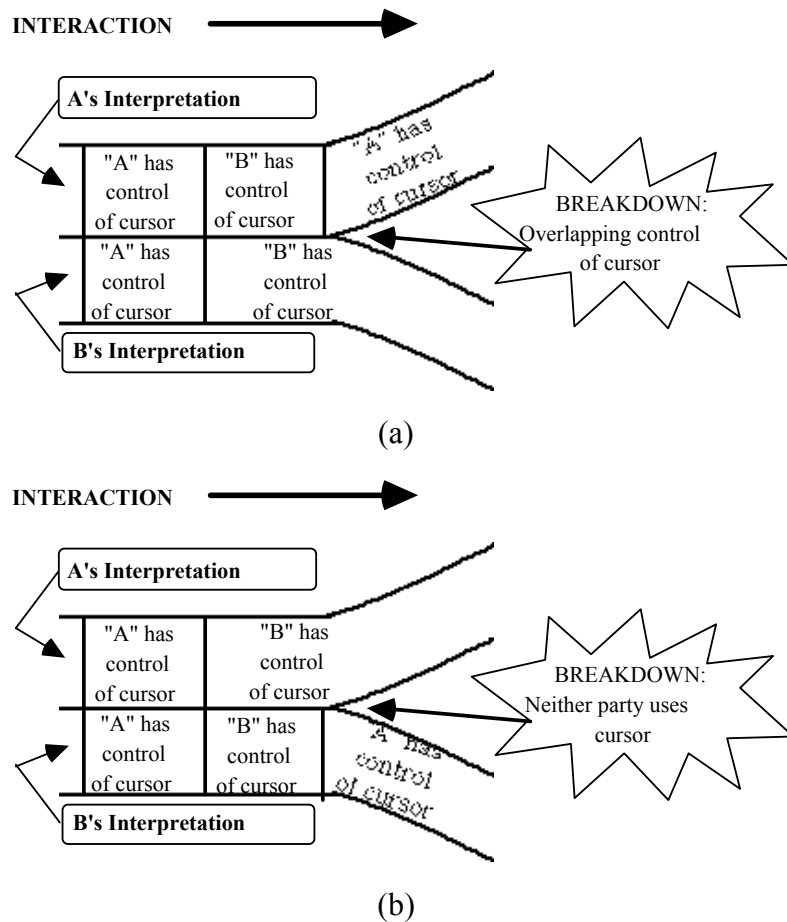 INTERACTION
A's Interpretation
"A" has
control
of cursor
"B" has
control
of cursor
"A" has
control
of cursor
BREAKDOWN:
Overlapping control
of cursor
"A" has
control
of cursor
"B" has
control
of cursor
B's Interpretation
(a)
INTERACTION
A's Interpretation
"A" has
control
of cursor
"B" has
control
of cursor
BREAKDOWN:
Neither party uses
cursor
"A" has
control
of cursor
"B" has
control
of cursor
A" has
control
of cursor
B's Interpretation
(b)